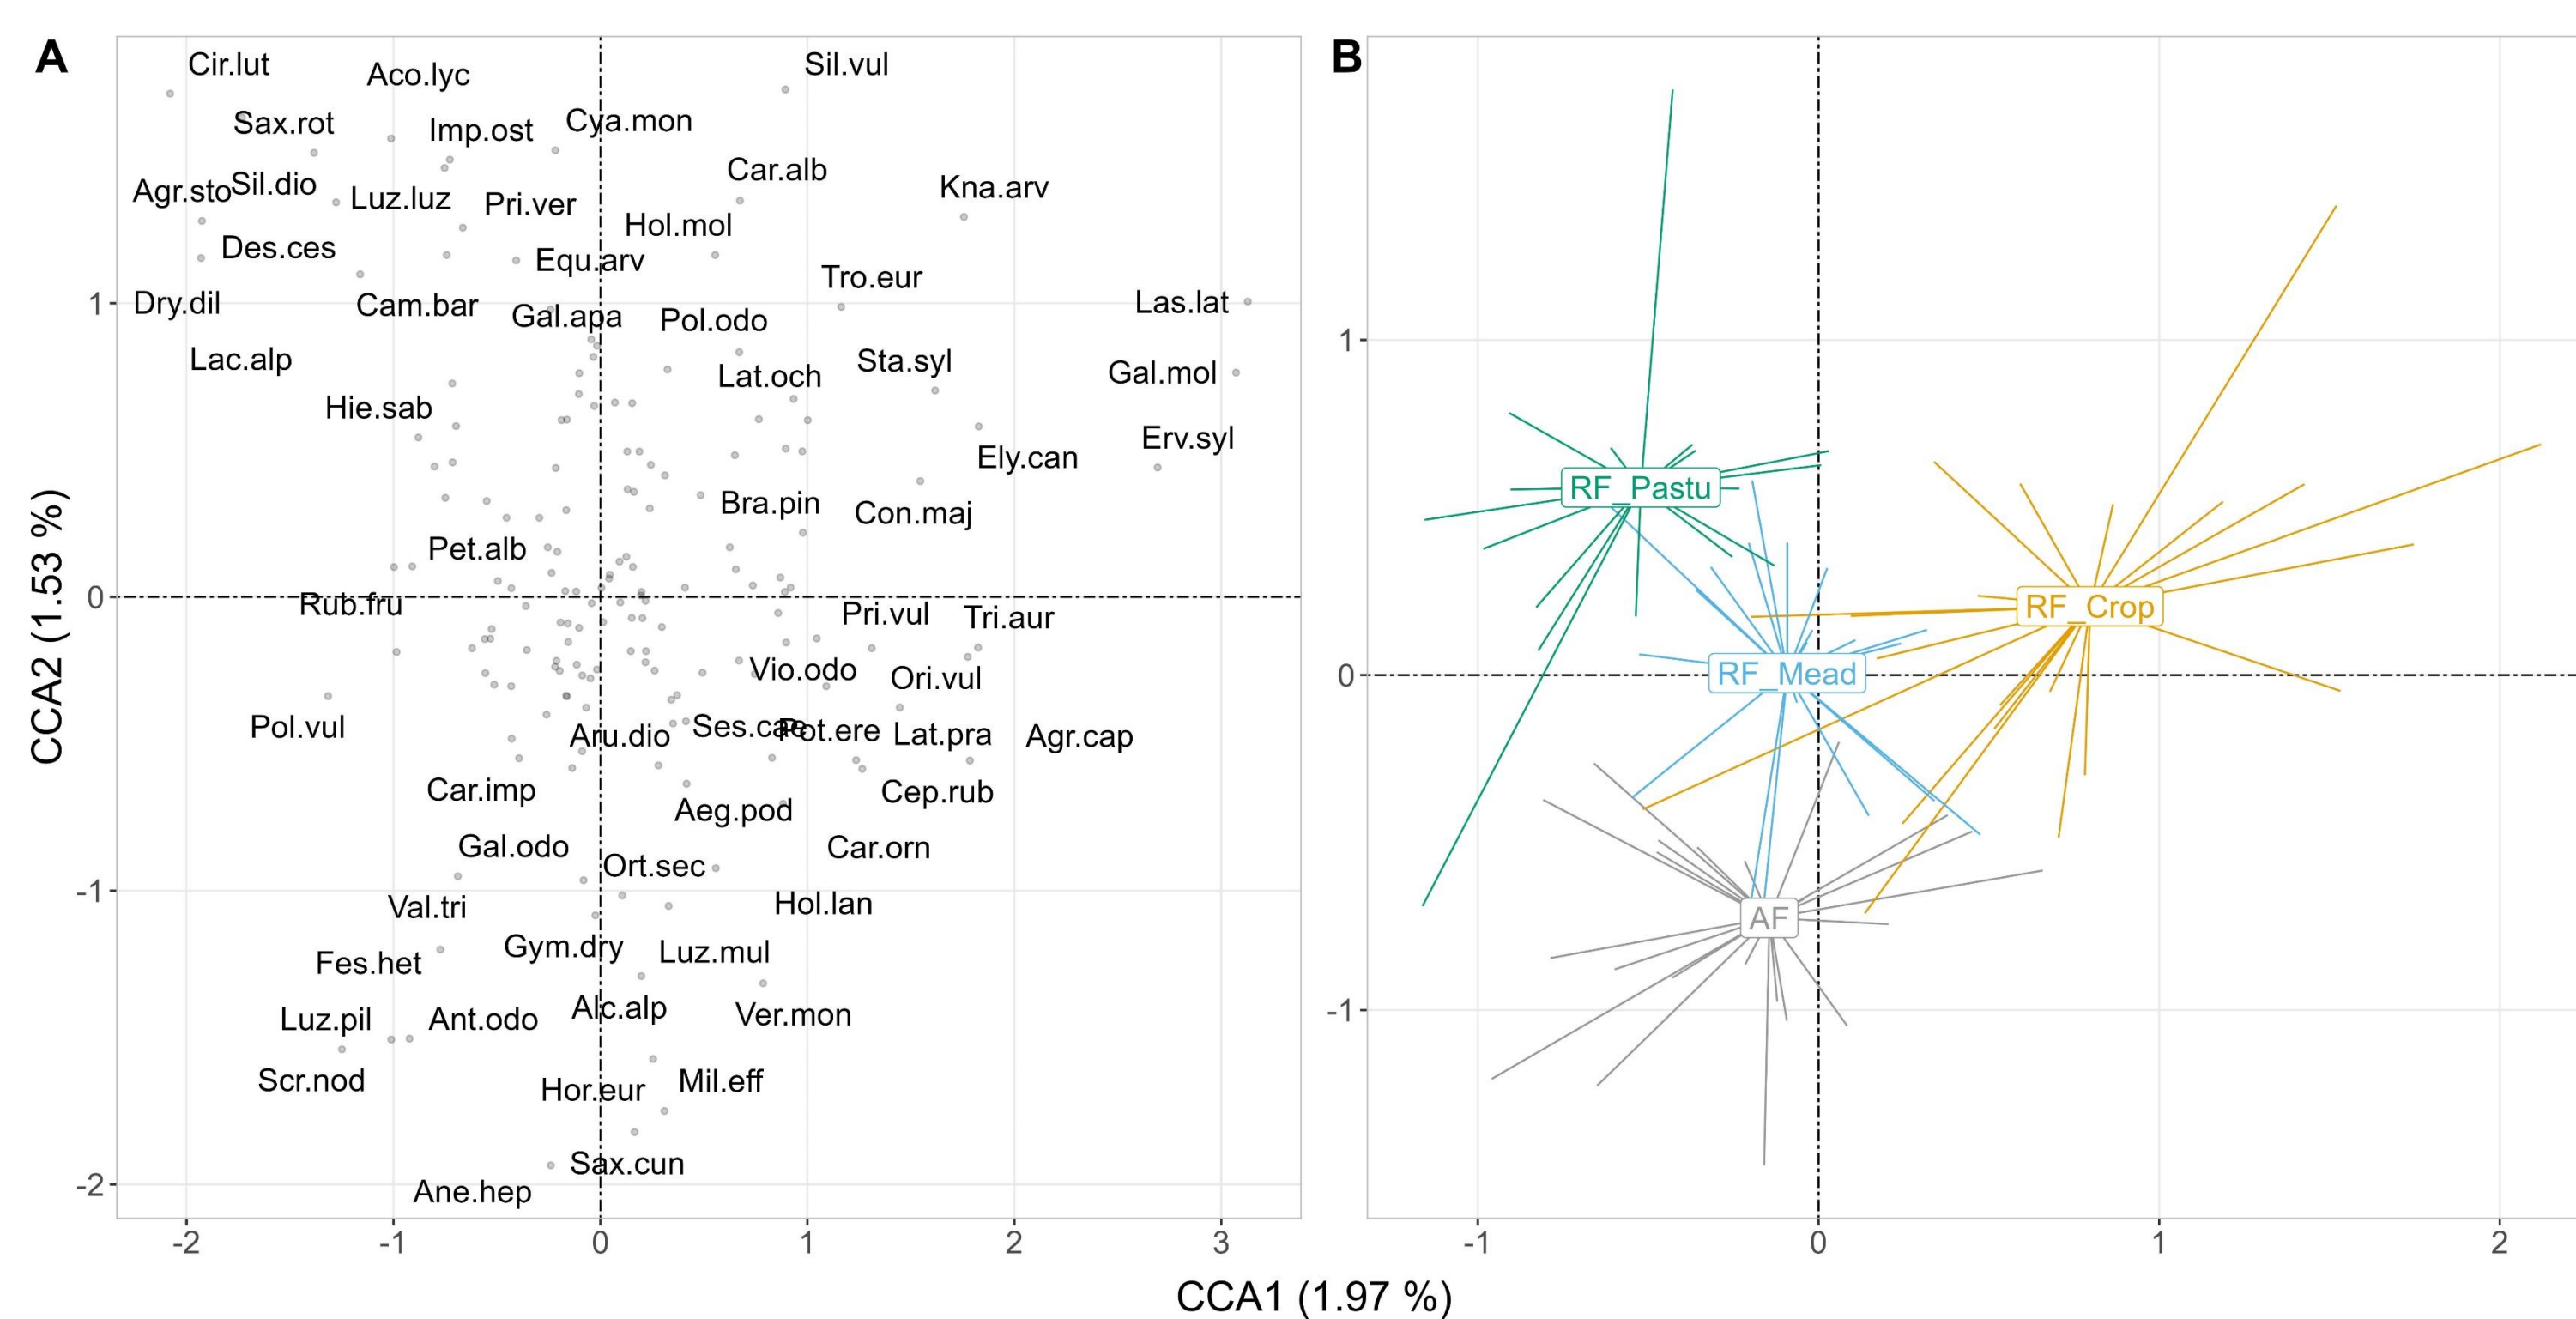 A
Cir.lut
Aco.lyc
Sil.vul
Sax.rot
Imp.ost
Cya.mon
Car.alb
Agr.sto
Sil.dio
Luz.luz
Pri.ver
Kna.arv
Hol.mol
Des.ces
Equ.arv
Tro.eur
Dry.dil
Cam.bar
Gal.apa
Pol.odo
Las.lat
Lac.alp
Lat.och
Sta.syl
Gal.mol
Hie.sab
Erv.syl
Ely.can
Bra.pin
Con.maj
Pet.alb
Rub.fru
Pri.vul
Tri.aur
Vio.odo
Ori.vul
Pol.vul
Aru.dio
Ses.cae
Pot.ere
Lat.pra
Agr.cap
Car.imp
Cep.rub
Aeg.pod
Gal.odo
Car.orn
Ort.sec
Val.tri
Hol.lan
Gym.dry
Luz.mul
Fes.het
Luz.pil
Ant.odo
Alc.alp
Ver.mon
Scr.nod
Hor.eur
Mil.eff
Sax.cun
Ane.hep
1
0
-1
-2
-2
-1
0
1
2
3
CCA2 (1.53 %)
B
RF_Pastu
RF_Crop
RF_Mead
AF
1
0
-1
-1
0
1
2
CCA1 (1.97 %)